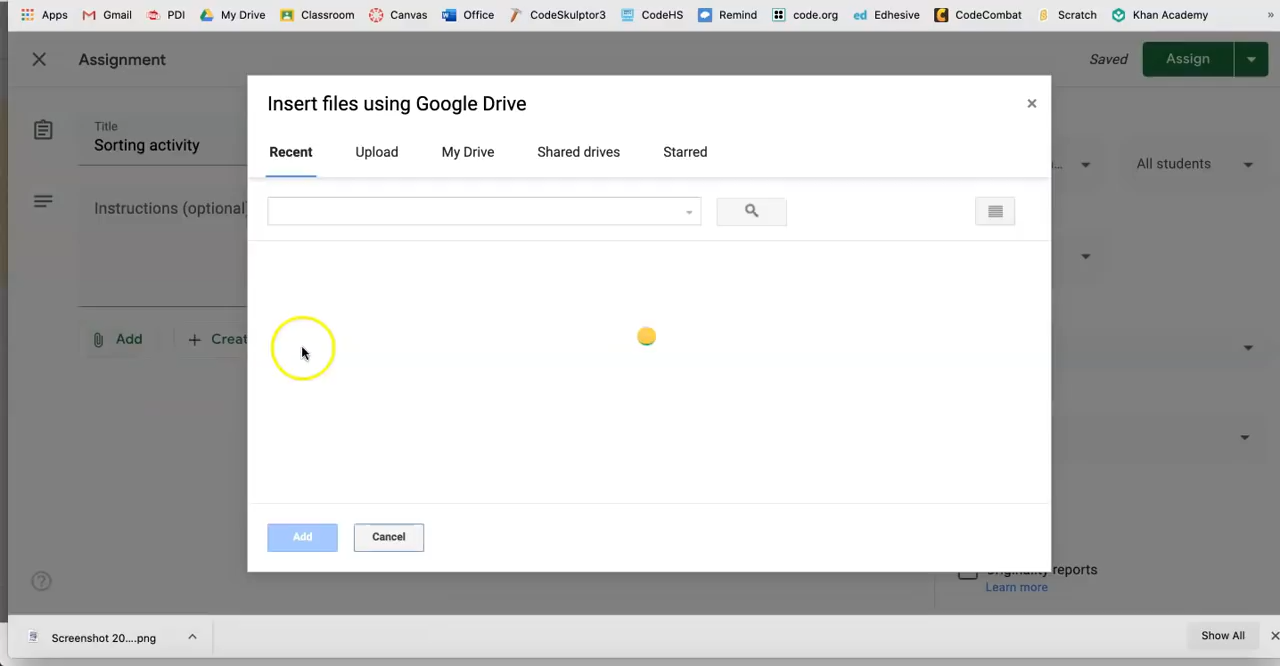 Apps Gmail PDI My Drive Classroom Canvas Office CodeSkulptor3 CodeHS Remind code.org ed Edhesive CodeCombat Scratch Khan Academy »
Assignment Saved Assign
Insert files using Google Drive ×
Title
Sorting activity
Recent Upload My Drive Shared drives Starred
... All students
Instructions (optional)
Add + Creat
Add Cancel
Originality reports
Learn more
Screenshot 20....png Show All